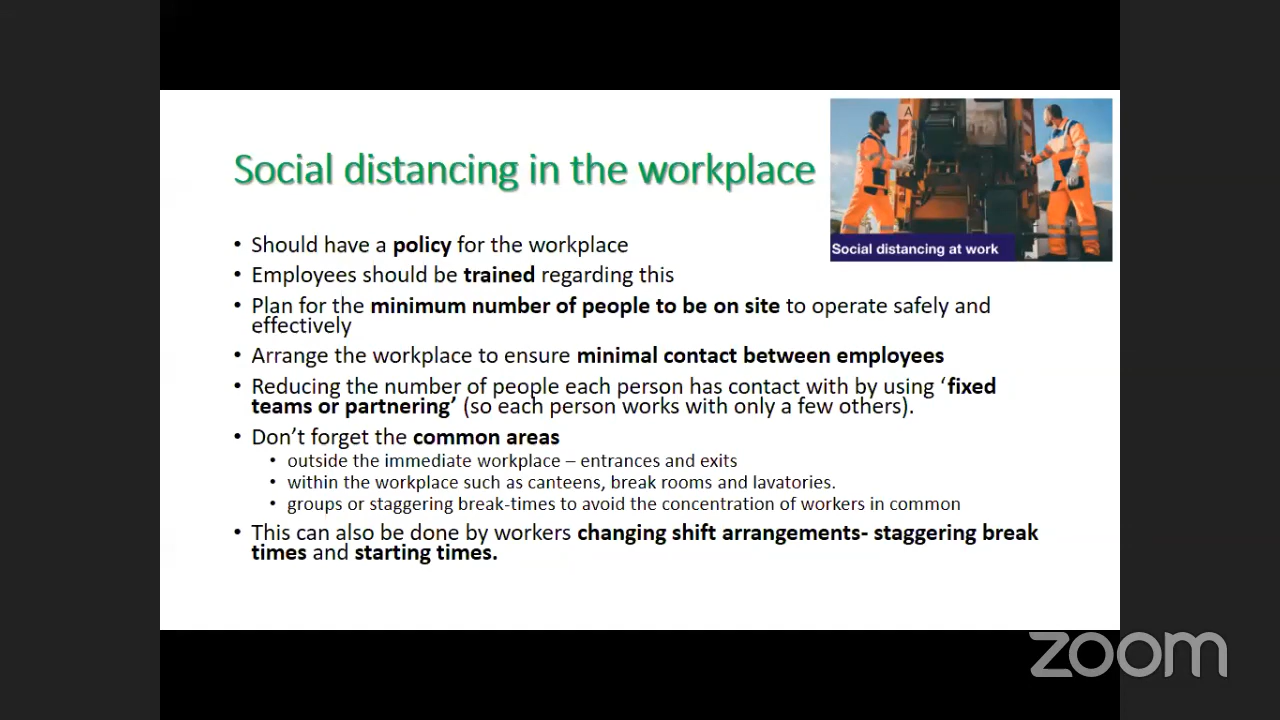 A
Social distancing in the workplace
Social distancing at work
• Should have a policy for the workplace
• Employees should be trained regarding this
• Plan for the minimum number of people to be on site to operate safely and
effectively
• Arrange the workplace to ensure minimal contact between employees
• Reducing the number of people each person has contact with by using ‘fixed
teams or partnering’ (so each person works with only a few others).
• Don’t forget the common areas
• outside the immediate workplace – entrances and exits
• within the workplace such as canteens, break rooms and lavatories.
• groups or staggering break-times to avoid the concentration of workers in common
• This can also be done by workers changing shift arrangements- staggering break
times and starting times.
zoom